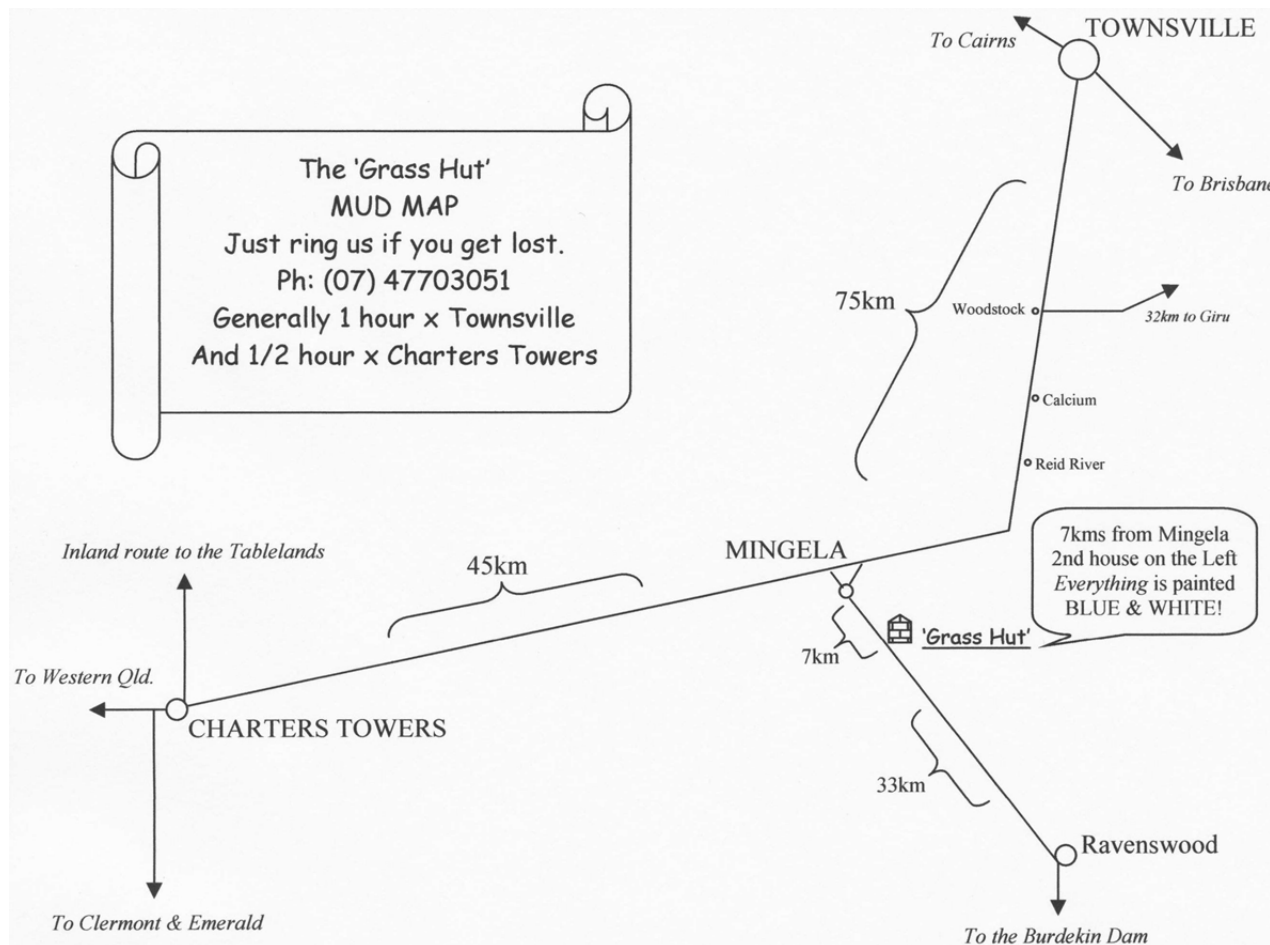 To Cairns
TOWNSVILLE
To Brisbane
The 'Grass Hut'
MUD MAP
Just ring us if you get lost.
Ph: (07) 47703051
Generally 1 hour x Townsville
And 1/2 hour x Charters Towers
75km
Woodstock
32km to Giru
Calcium
Reid River
7kms from Mingela
2nd house on the Left
Everything is painted
BLUE & WHITE!
MINGELA
Inland route to the Tablelands
45km
'Grass Hut'
7km
To Western Qld.
CHARTERS TOWERS
33km
Ravenswood
To Clermont & Emerald
To the Burdekin Dam